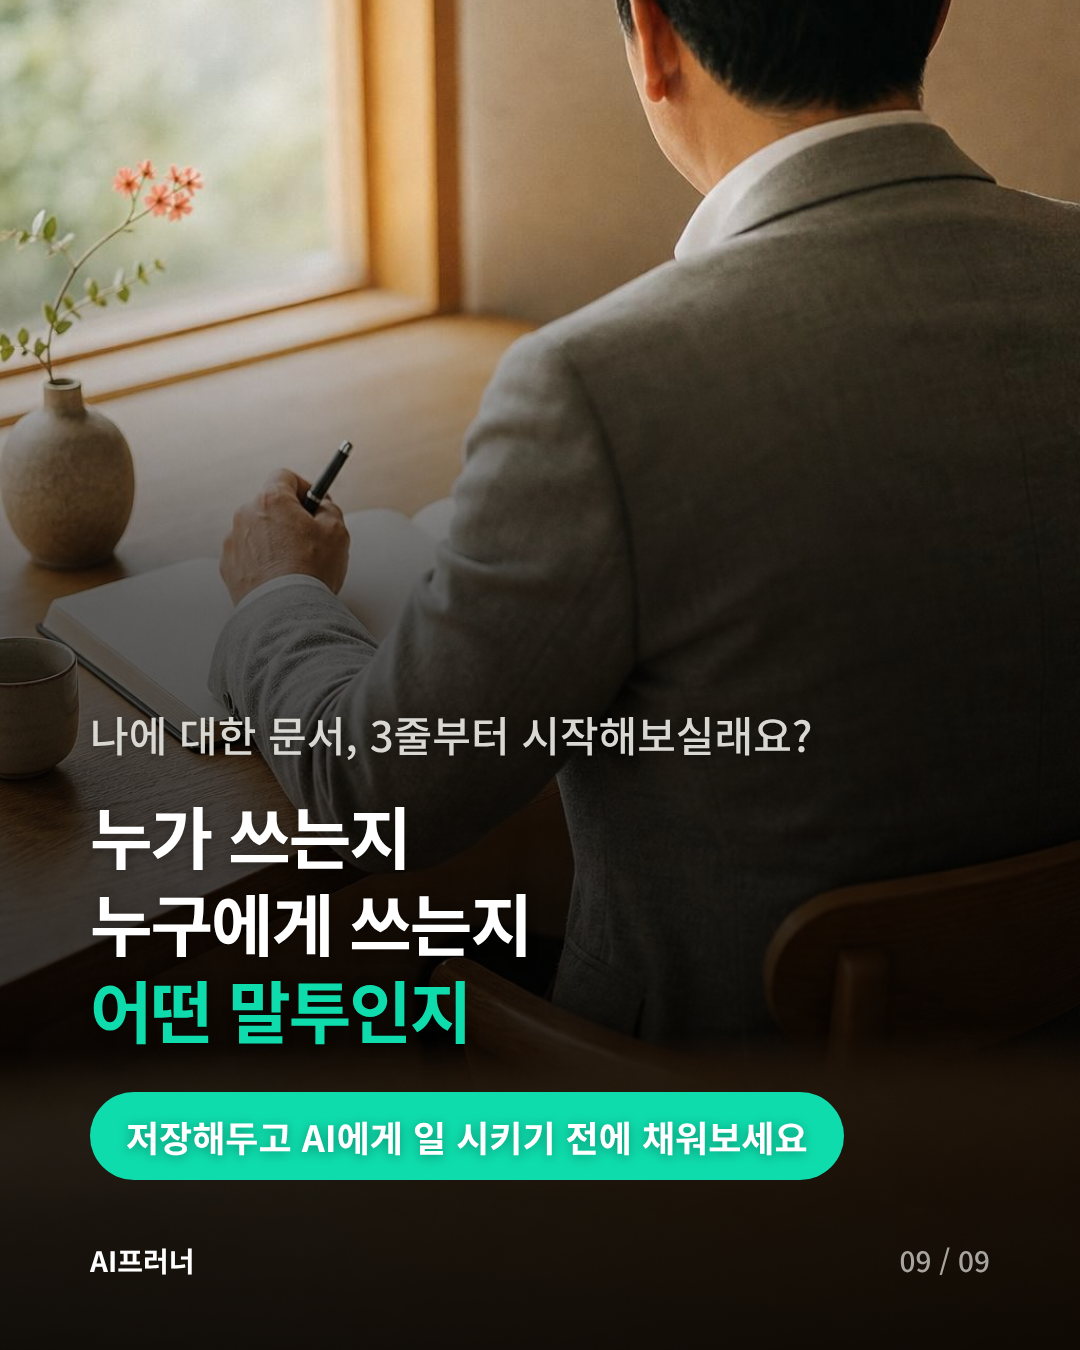 나에 대한 문서, 3줄부터 시작해보실래요?
누가 쓰는지
누구에게 쓰는지
어떤 말투인지
저장해두고 AI에게 일 시키기 전에 채워보세요
AI프러너
09 / 09